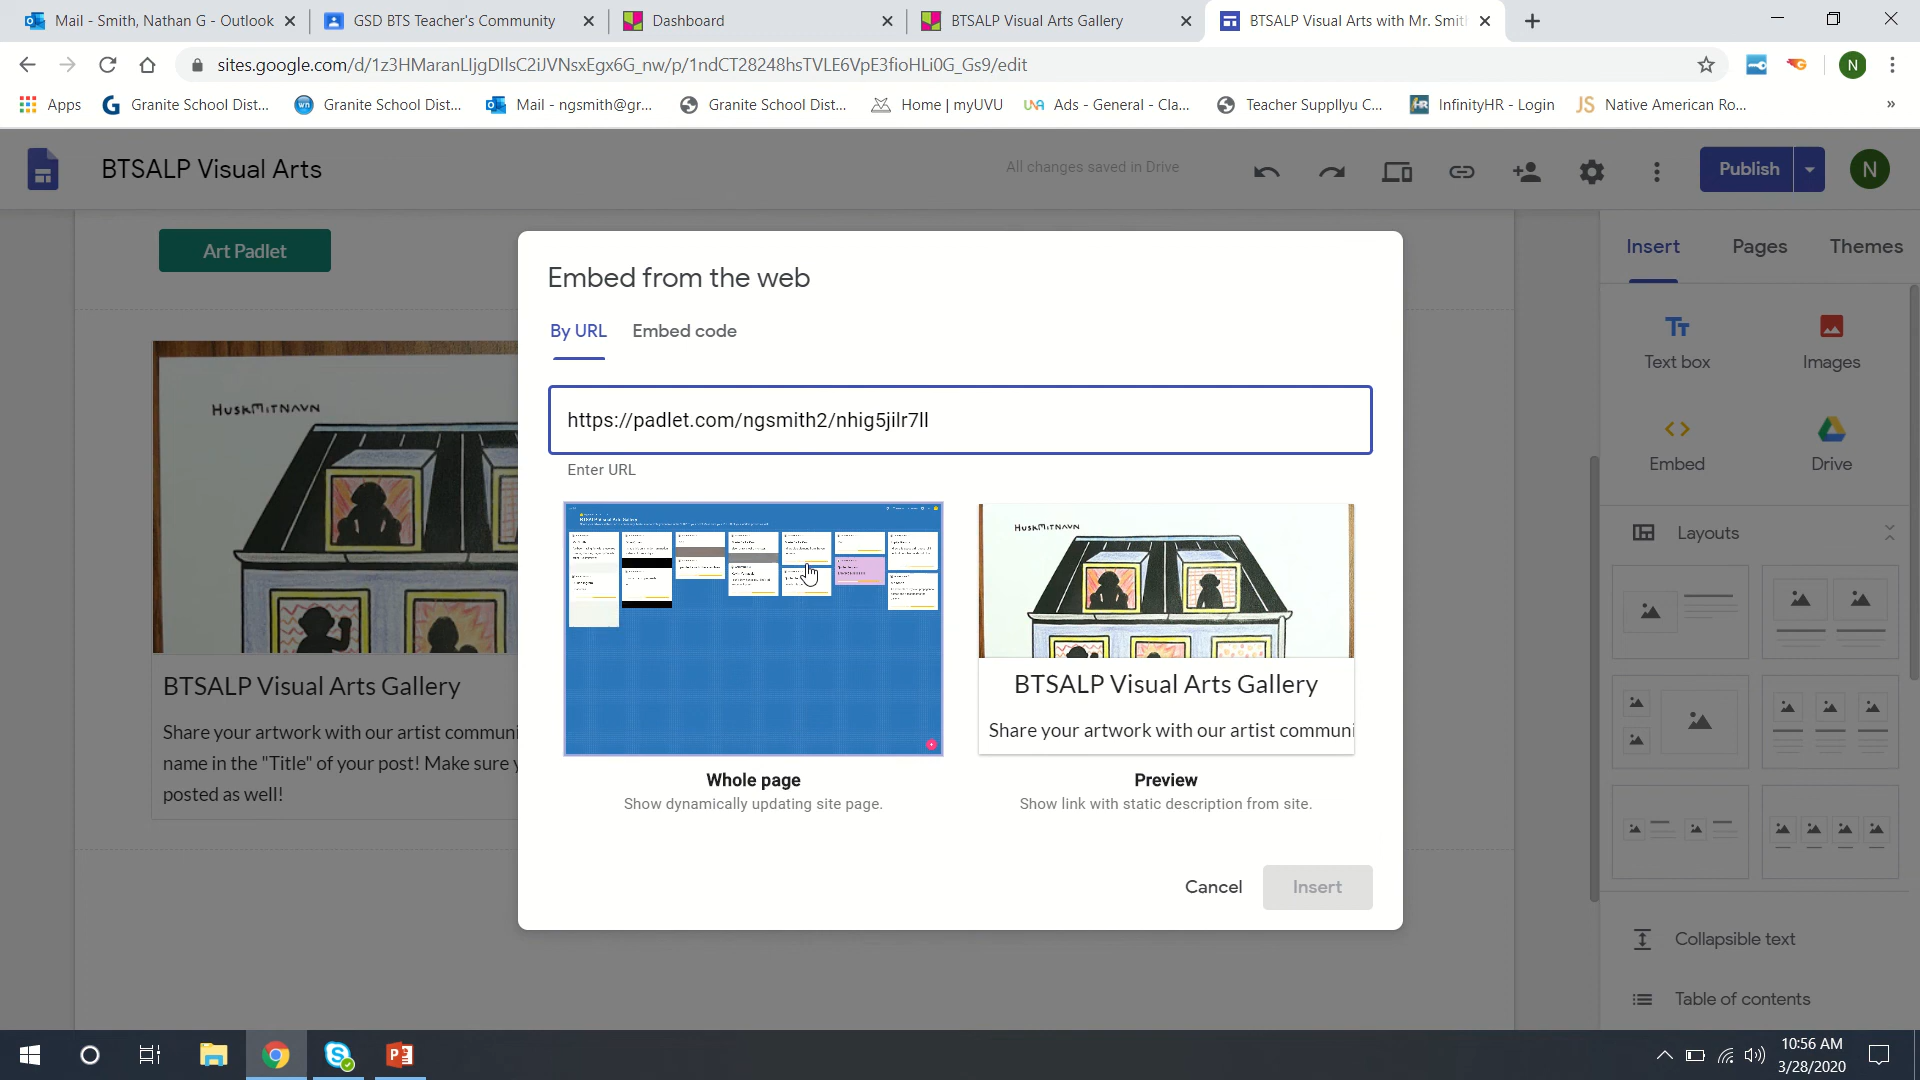 Mail - Smith, Nathan G - Outlook
GSD BTS Teacher's Community
Dashboard
BTSALP Visual Arts Gallery
BTSALP Visual Arts with Mr. Smit
sites.google.com/d/1z3HMaranLIjgDIlsC2iJVNsxEgx6G_nw/p/1ndCT28248hsTVLE6VpE3fioHLi0G_Gs9/edit
N
Apps
Granite School Dist...
Granite School Dist...
Mail - ngsmith@gr...
Granite School Dist...
Home | myUVU
Ads - General - Cla...
Teacher Suppllyu C...
InfinityHR - Login
Native American Ro...
»
BTSALP Visual Arts
All changes saved in Drive
Publish
N
Art Padlet
Insert
Pages
Themes
Embed from the web
By URL
Embed code
Text box
Images
HUSKMITNAVN
https://padlet.com/ngsmith2/nhig5jilr7ll
Embed
Drive
Enter URL
BTSALP Visual Arts Gallery
HUSKMITNAVN
Layouts
BTSALP Visual Arts Gallery
BTSALP Visual Arts Gallery
Share your artwork with our artist communi
Share your artwork with our artist communi
name in the "Title" of your post! Make sure y
posted as well!
Whole page
Show dynamically updating site page.
Preview
Show link with static description from site.
Cancel
Insert
Collapsible text
Table of contents
10:56 AM
3/28/2020